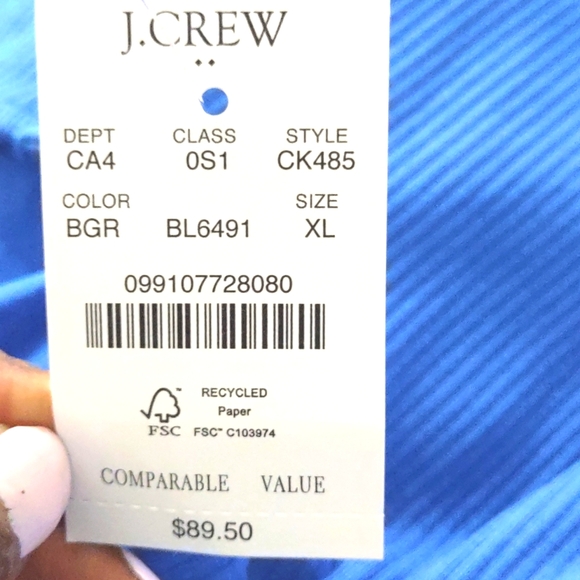 J.CREW
DEPT CLASS STYLE
CA4 0S1 CK485
COLOR SIZE
BGR BL6491 XL
099107728080
RECYCLED
Paper
FSC™ C103974
FSC
COMPARABLE VALUE
$89.50